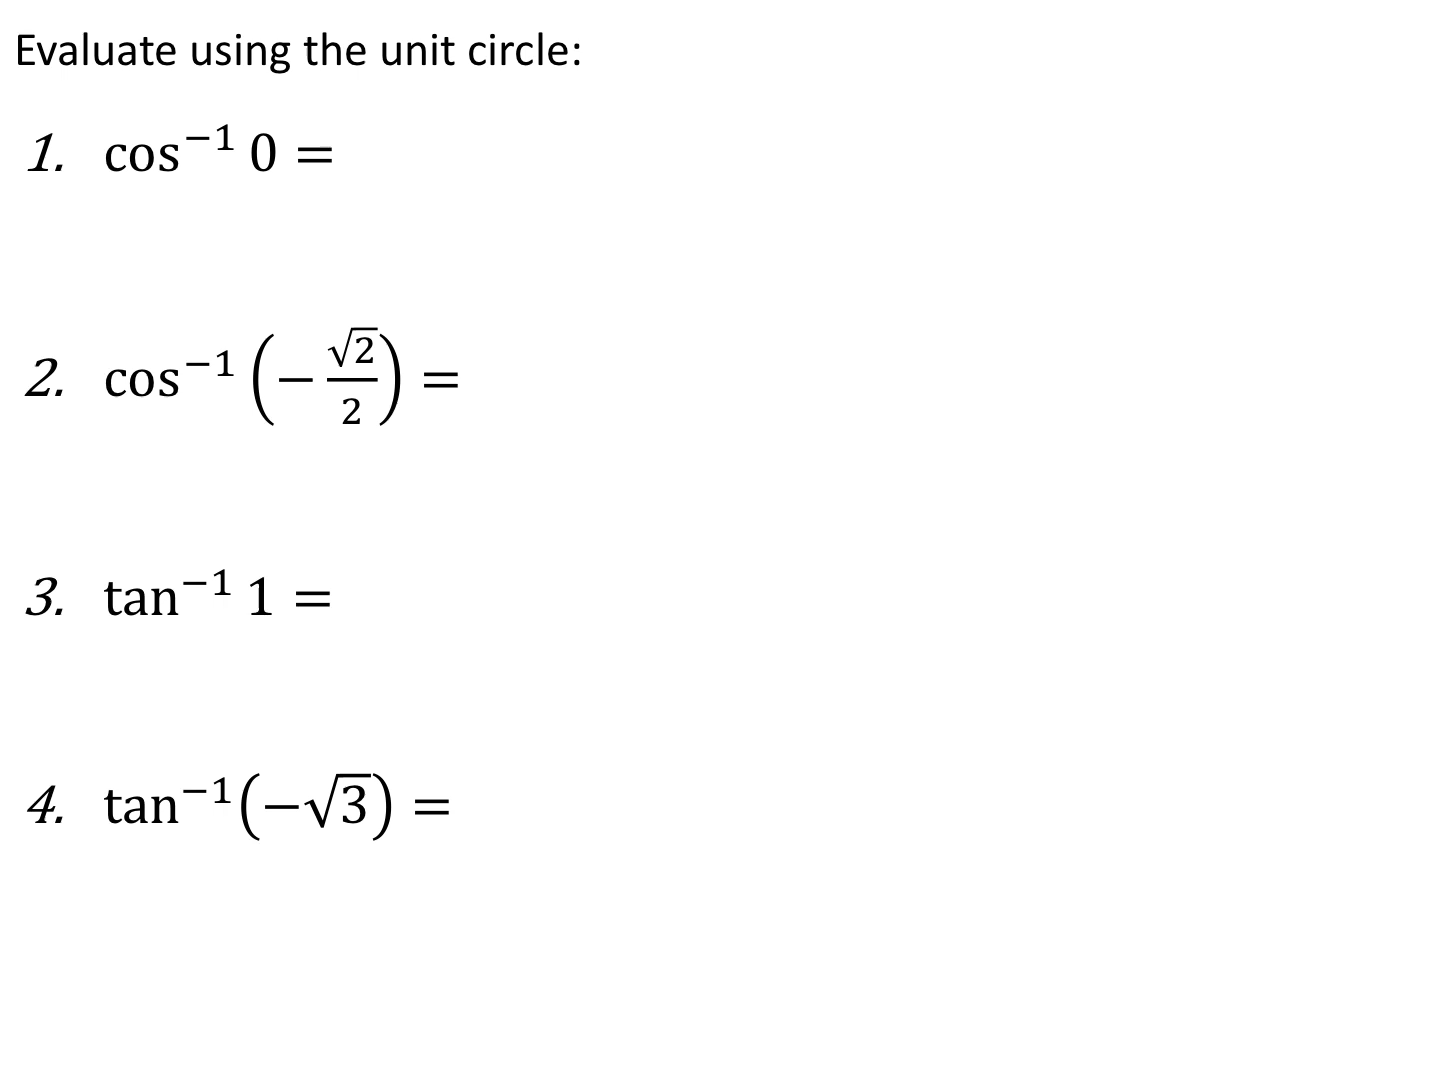 Evaluate using the unit circle:
1. cos⁻¹ 0 =
2. cos⁻¹ (−√2/2) =
3. tan⁻¹ 1 =
4. tan⁻¹(−√3) =